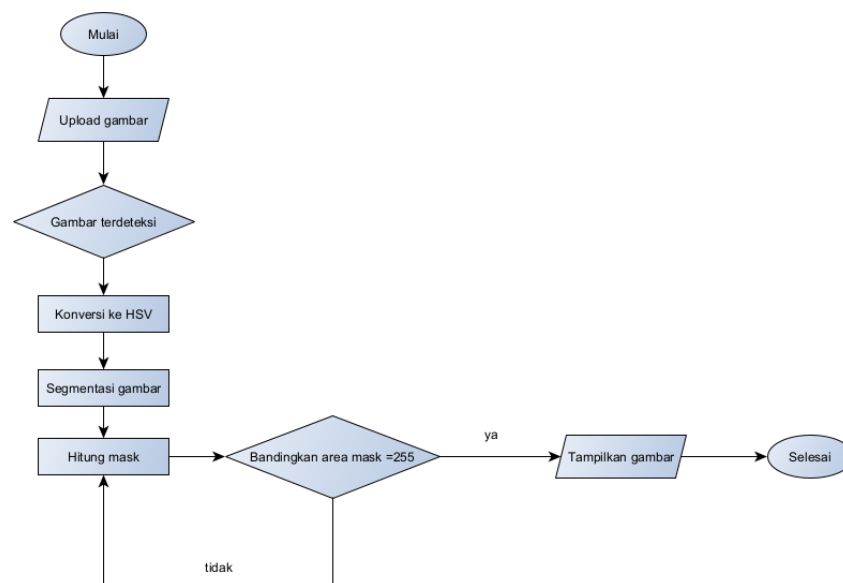 Mulai
Upload gambar
Gambar terdeteksi
Konversi ke HSV
Segmentasi gambar
Hitung mask
Bandingkan area mask =255
ya
Tampilkan gambar
Selesai
tidak